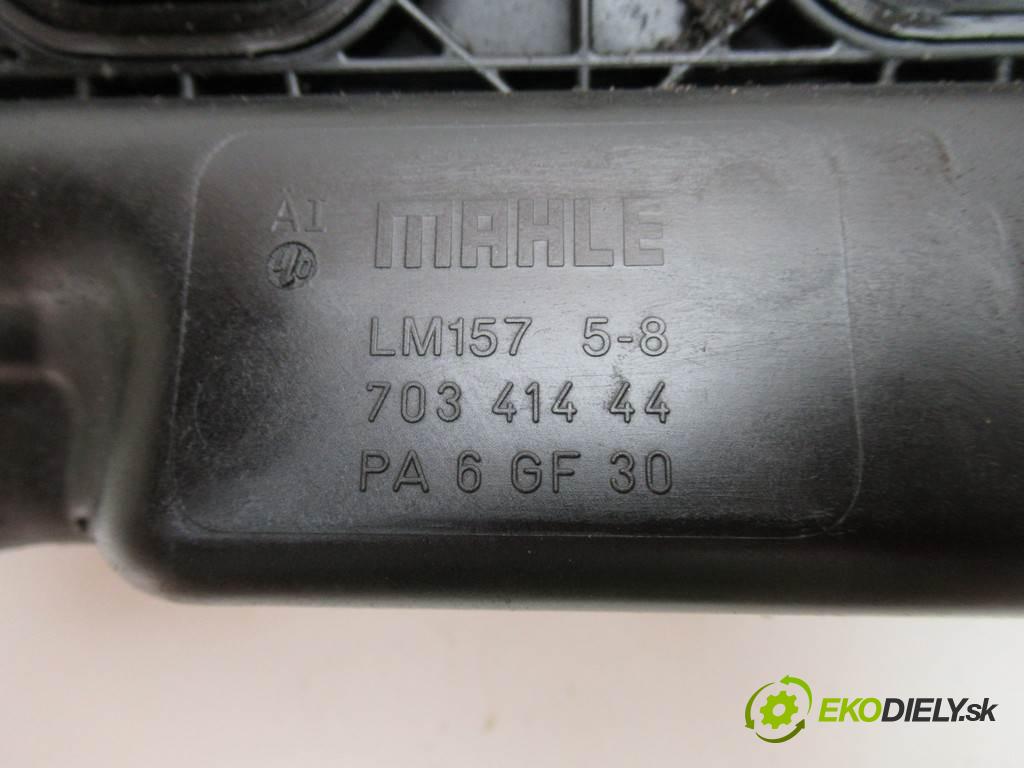 AI MAHLE
LM157 5-8
703 414 44
PA 6 GF 30
EKODIELY.sk